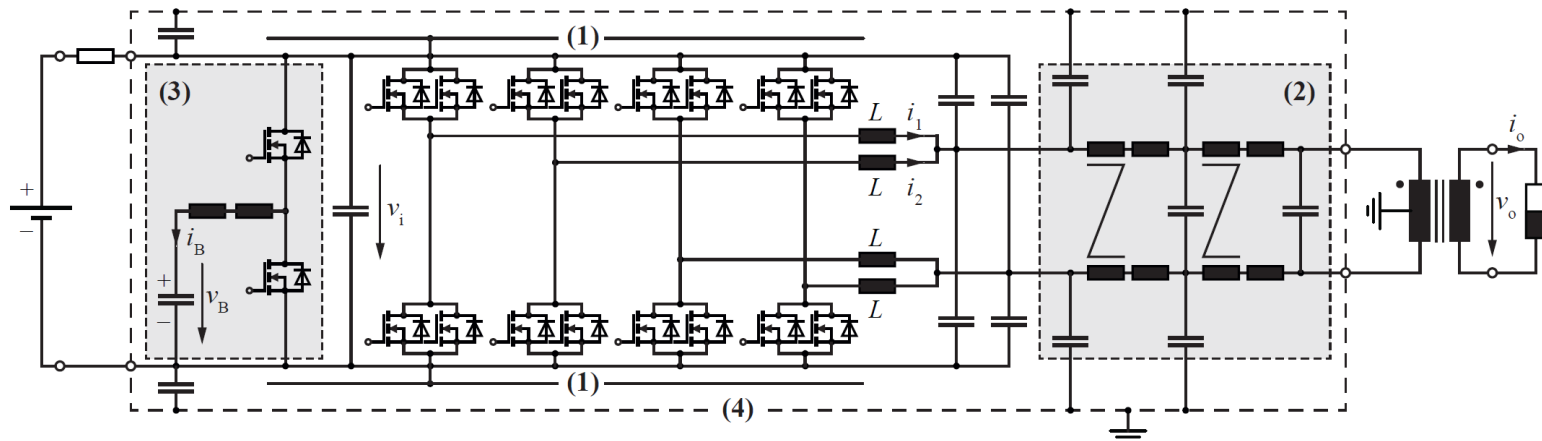 (1)
(3)
(2)
+
−
i_B
+
−
v_B
v_i
L i_1
L i_2
L
L
i_o
v_o
(1)
(4)